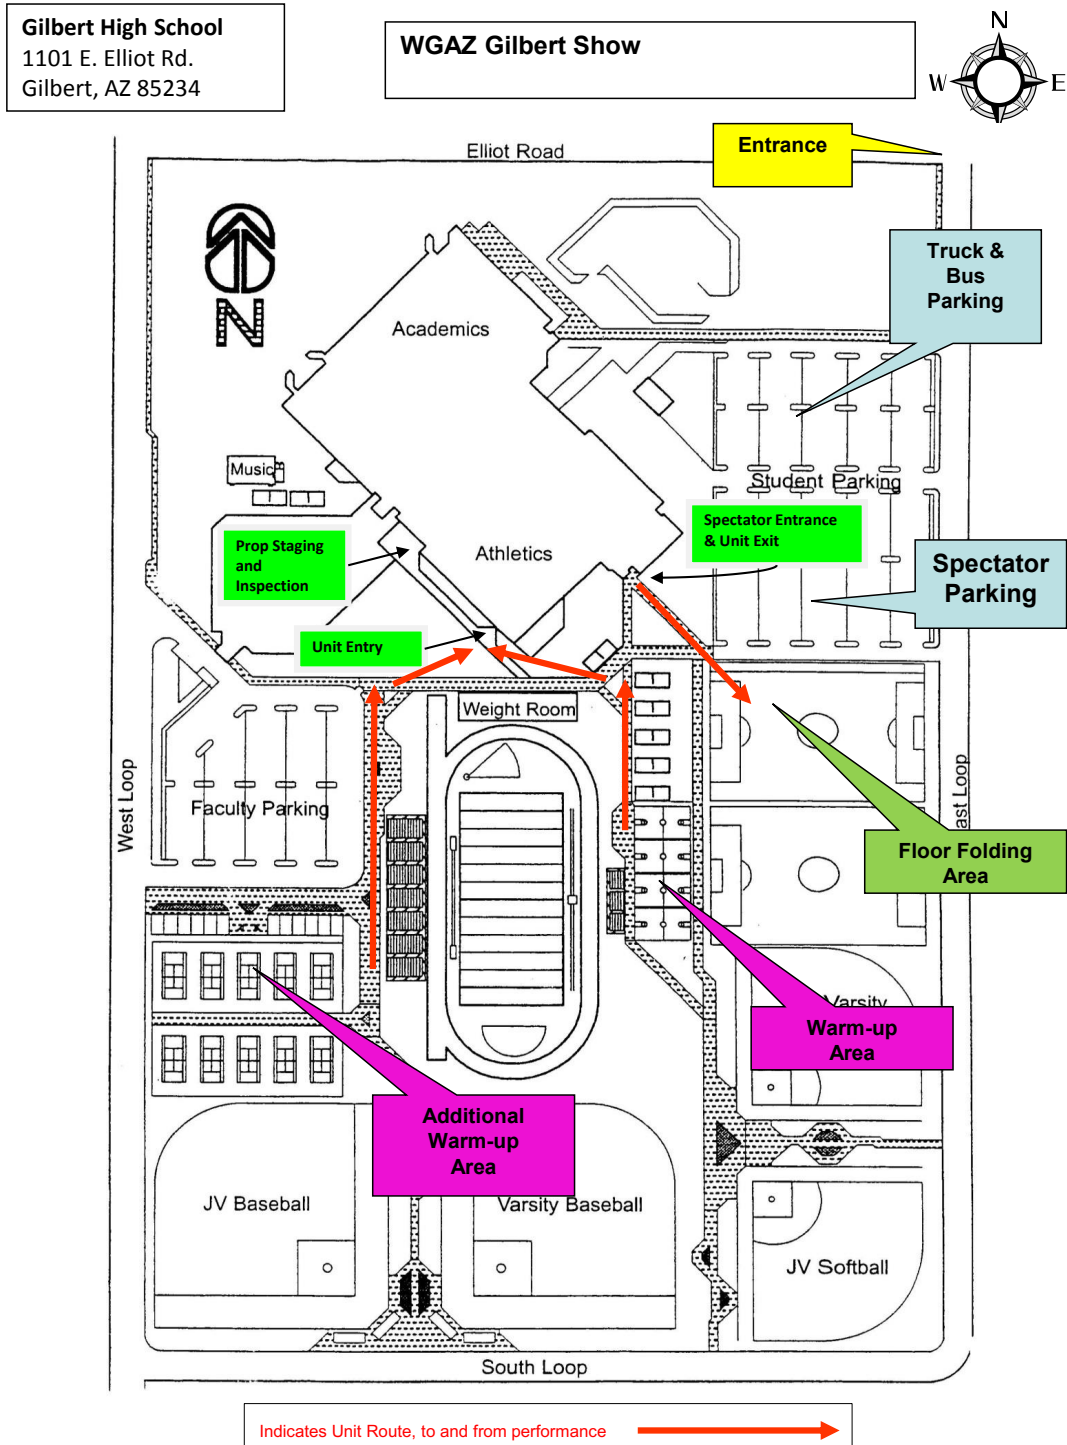 Gilbert High School
1101 E. Elliot Rd.
Gilbert, AZ 85234
WGAZ Gilbert Show
N
W
E
Entrance
Elliot Road
Truck &
Bus
Parking
N
Academics
Music
Student Parking
Spectator Entrance
& Unit Exit
Prop Staging
and
Inspection
Athletics
Spectator
Parking
Unit Entry
Weight Room
West Loop
Faculty Parking
ast Loop
Floor Folding
Area
Varsity
Warm-up
Area
Additional
Warm-up
Area
JV Baseball
Varsity Baseball
JV Softball
South Loop
Indicates Unit Route, to and from performance